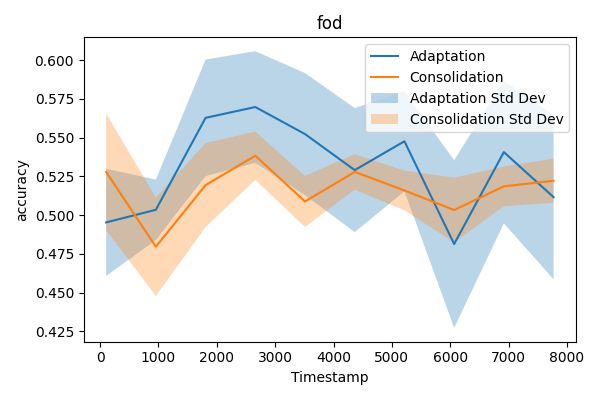 fod
Adaptation
Consolidation
Adaptation Std Dev
Consolidation Std Dev
accuracy
0.600
0.575
0.550
0.525
0.500
0.475
0.450
0.425
0 1000 2000 3000 4000 5000 6000 7000 8000
Timestamp